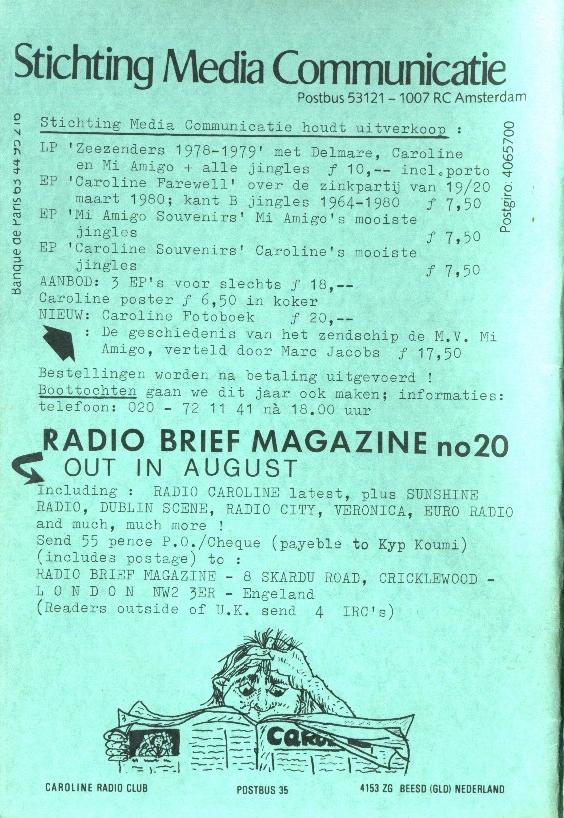 Stichting Media Communicatie
Postbus 53121 – 1007 RC Amsterdam
Banque de Paris
Postgiro. 4065700
Stichting Media Communicatie houdt uitverkoop :
LP 'Zeezenders 1978-1979' met Delmare, Caroline
en Mi Amigo + alle jingles ƒ 10,-- incl.porto
EP 'Caroline Farewell' over de zinkpartij van 19/20
maart 1980; kant B jingles 1964-1980 ƒ 7,50
EP 'Mi Amigo Souvenirs' Mi Amigo's mooiste
jingles ƒ 7,50
EP 'Caroline Souvenirs' Caroline's mooiste
jingles ƒ 7,50
AANBOD: 3 EP's voor slechts ƒ 18,--
Caroline poster ƒ 6,50 in koker
NIEUW: Caroline Fotoboek ƒ 20,--
: De geschiedenis van het zendschip de M.V. Mi
Amigo, verteld door Marc Jacobs ƒ 17,50
Bestellingen worden na betaling uitgevoerd !
Boottochten gaan we dit jaar ook maken; informaties:
telefoon: 020 - 72 11 41 nà 18.00 uur
RADIO BRIEF MAGAZINE no20
OUT IN AUGUST
Including : RADIO CAROLINE latest, plus SUNSHINE
RADIO, DUBLIN SCENE, RADIO CITY, VERONICA, EURO RADIO
and much, much more !
Send 55 pence P.O./Cheque (payeble to Kyp Koumi)
(includes postage) to :
RADIO BRIEF MAGAZINE - 8 SKARDU ROAD, CRICKLEWOOD -
L O N D O N NW2 3ER - Engeland
(Readers outside of U.K. send 4 IRC's)
CAROLINE RADIO CLUB POSTBUS 35 4153 ZG BEESD (GLD) NEDERLAND